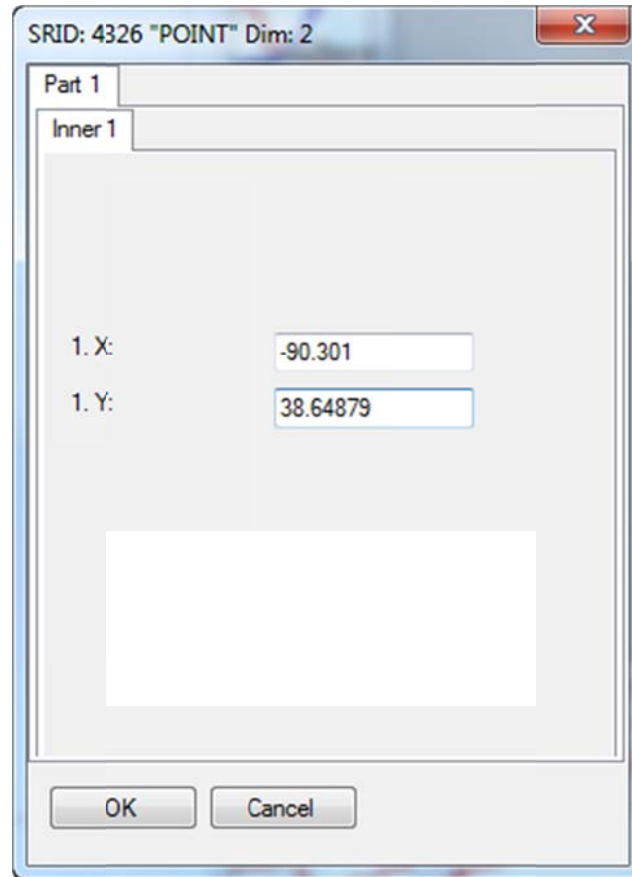 SRID: 4326 "POINT" Dim: 2
Part 1
Inner 1
1. X: -90.301
1. Y: 38.64879
OK Cancel